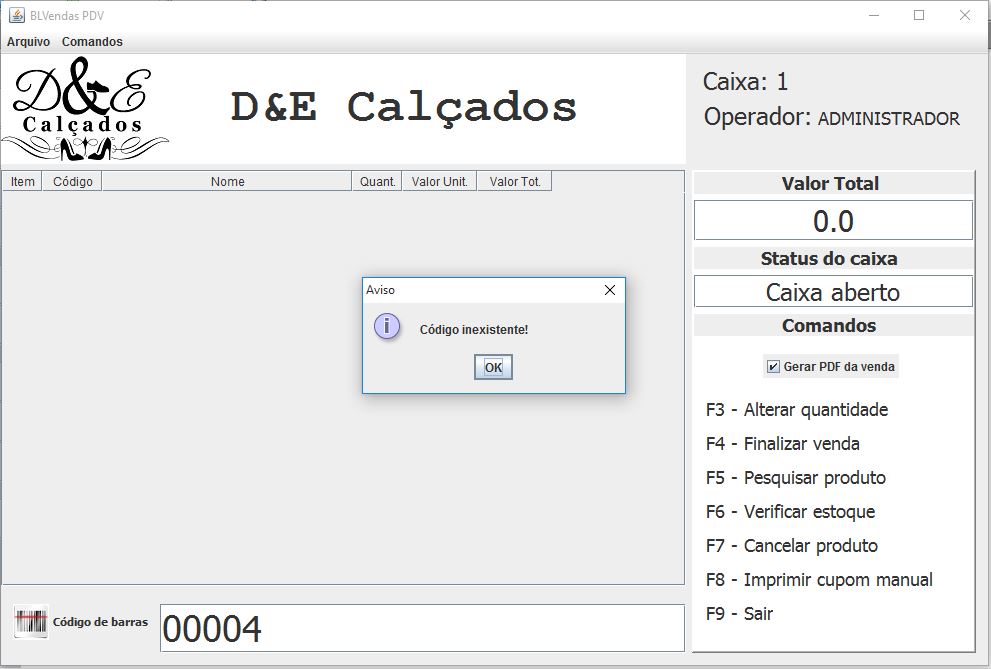 BLVendas PDV
Arquivo Comandos
D&E
Calçados
D&E Calçados
Caixa: 1
Operador: ADMINISTRADOR
Item Código Nome Quant. Valor Unit. Valor Tot.
Valor Total
0.0
Status do caixa
Caixa aberto
Comandos
Gerar PDF da venda
F3 - Alterar quantidade
F4 - Finalizar venda
F5 - Pesquisar produto
F6 - Verificar estoque
F7 - Cancelar produto
F8 - Imprimir cupom manual
F9 - Sair
Aviso
Código inexistente!
OK
Código de barras 00004